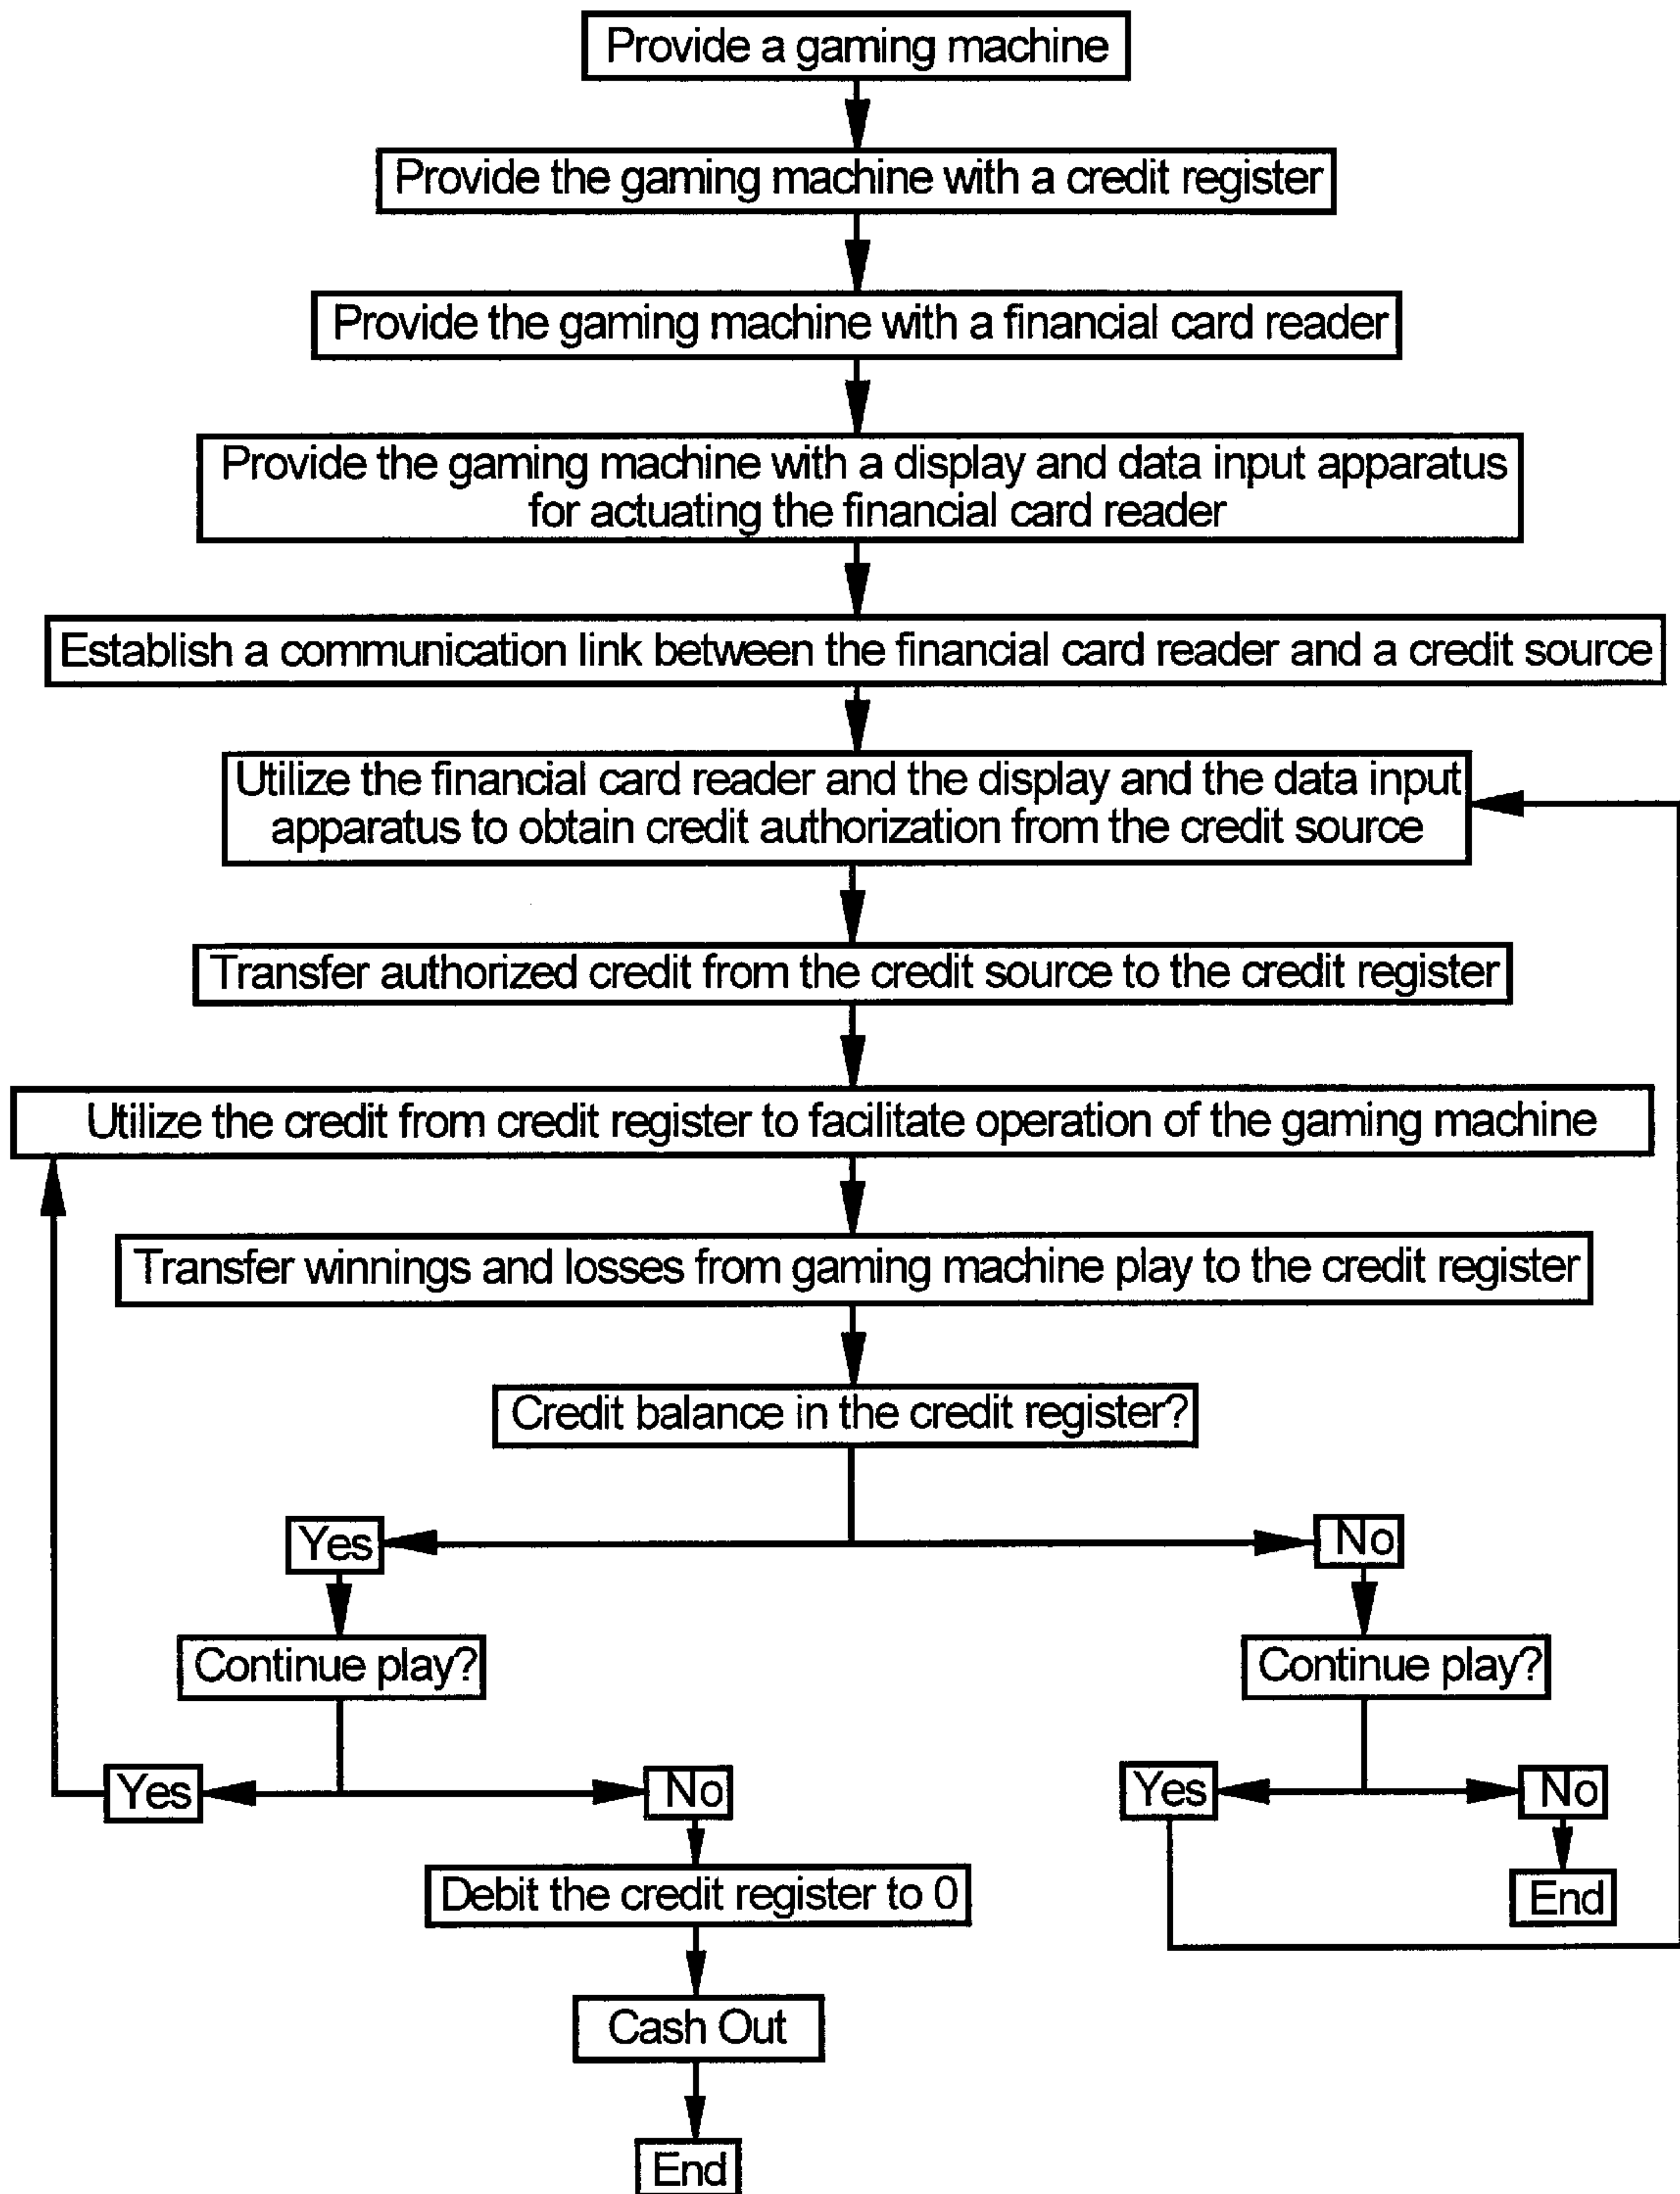 Provide a gaming machine
Provide the gaming machine with a credit register
Provide the gaming machine with a financial card reader
Provide the gaming machine with a display and data input apparatus
for actuating the financial card reader
Establish a communication link between the financial card reader and a credit source
Utilize the financial card reader and the display and the data input
apparatus to obtain credit authorization from the credit source
Transfer authorized credit from the credit source to the credit register
Utilize the credit from credit register to facilitate operation of the gaming machine
Transfer winnings and losses from gaming machine play to the credit register
Credit balance in the credit register?
Yes
No
Continue play?
Continue play?
Yes
No
Yes
No
Debit the credit register to 0
End
Cash Out
End